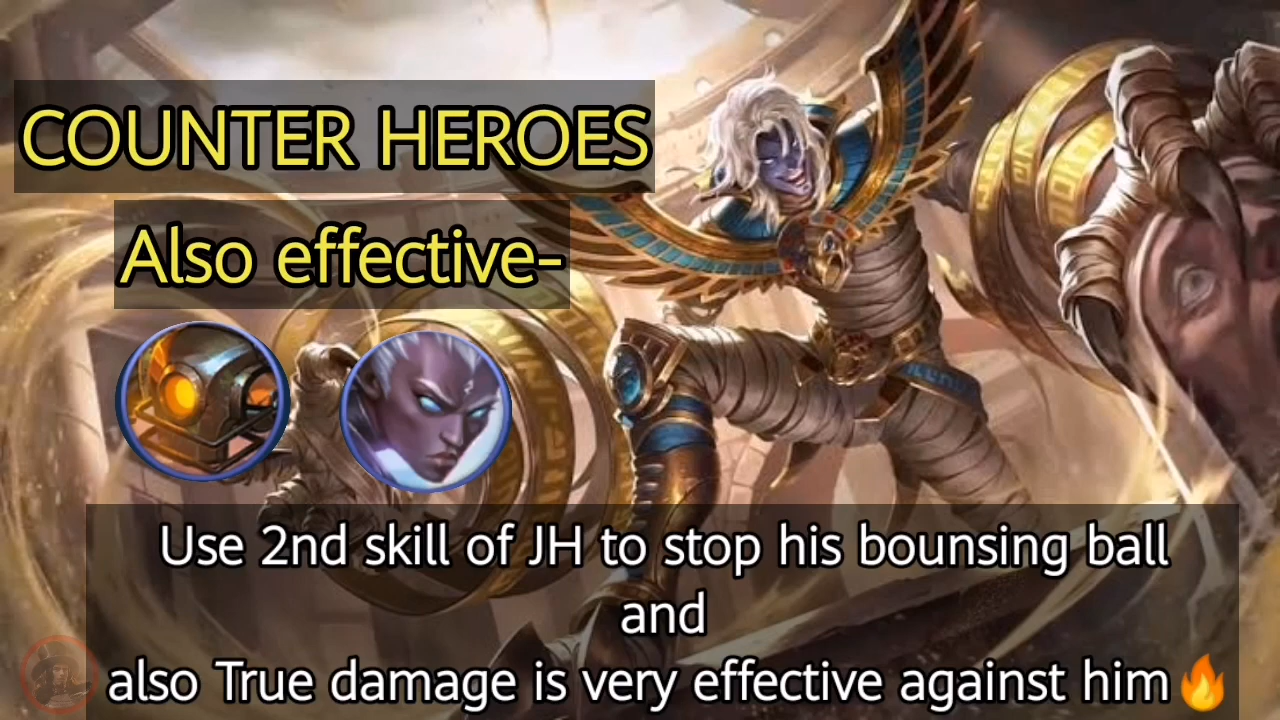 COUNTER HEROES
Also effective-
Use 2nd skill of JH to stop his bounsing ball
and
also True damage is very effective against him🔥